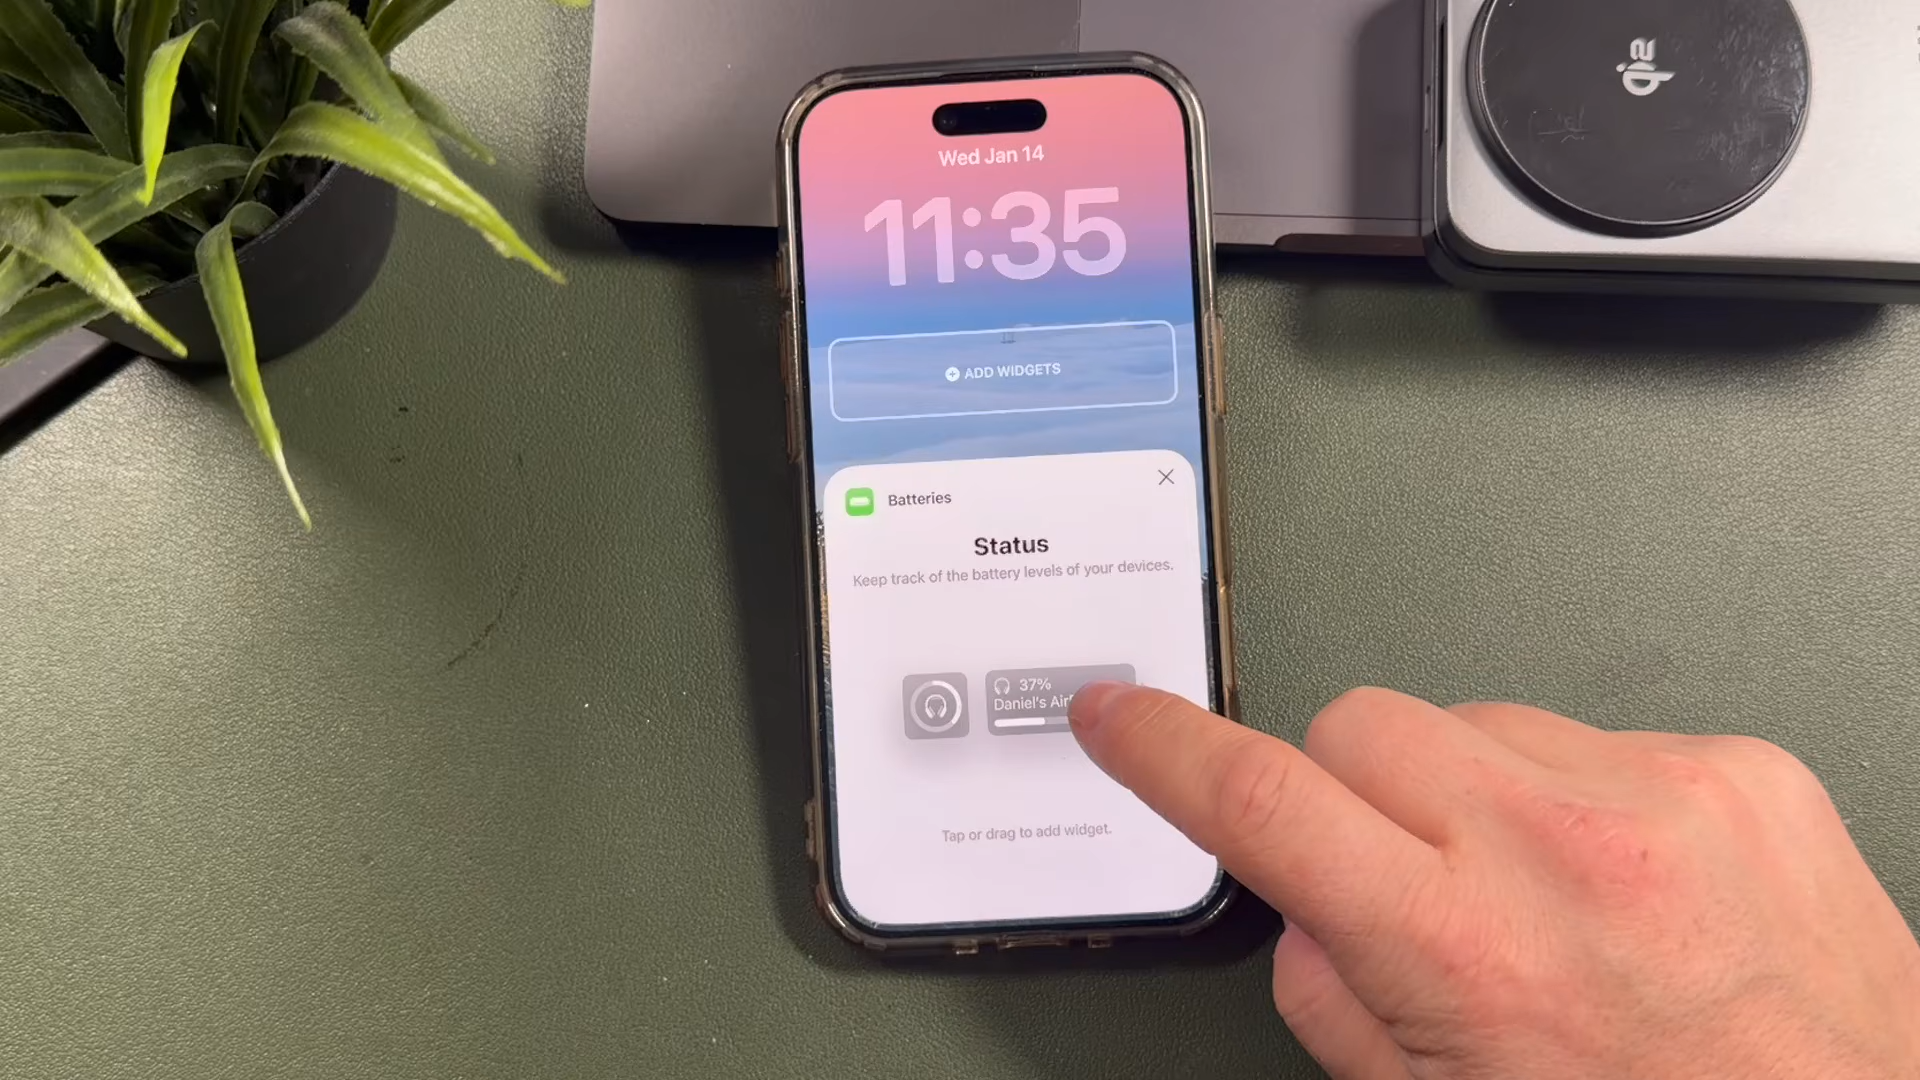 Qi2
Wed Jan 14
11:35
ADD WIDGETS
Batteries
Status
Keep track of the battery levels of your devices.
37%
Daniel's
Tap or drag to add widget.